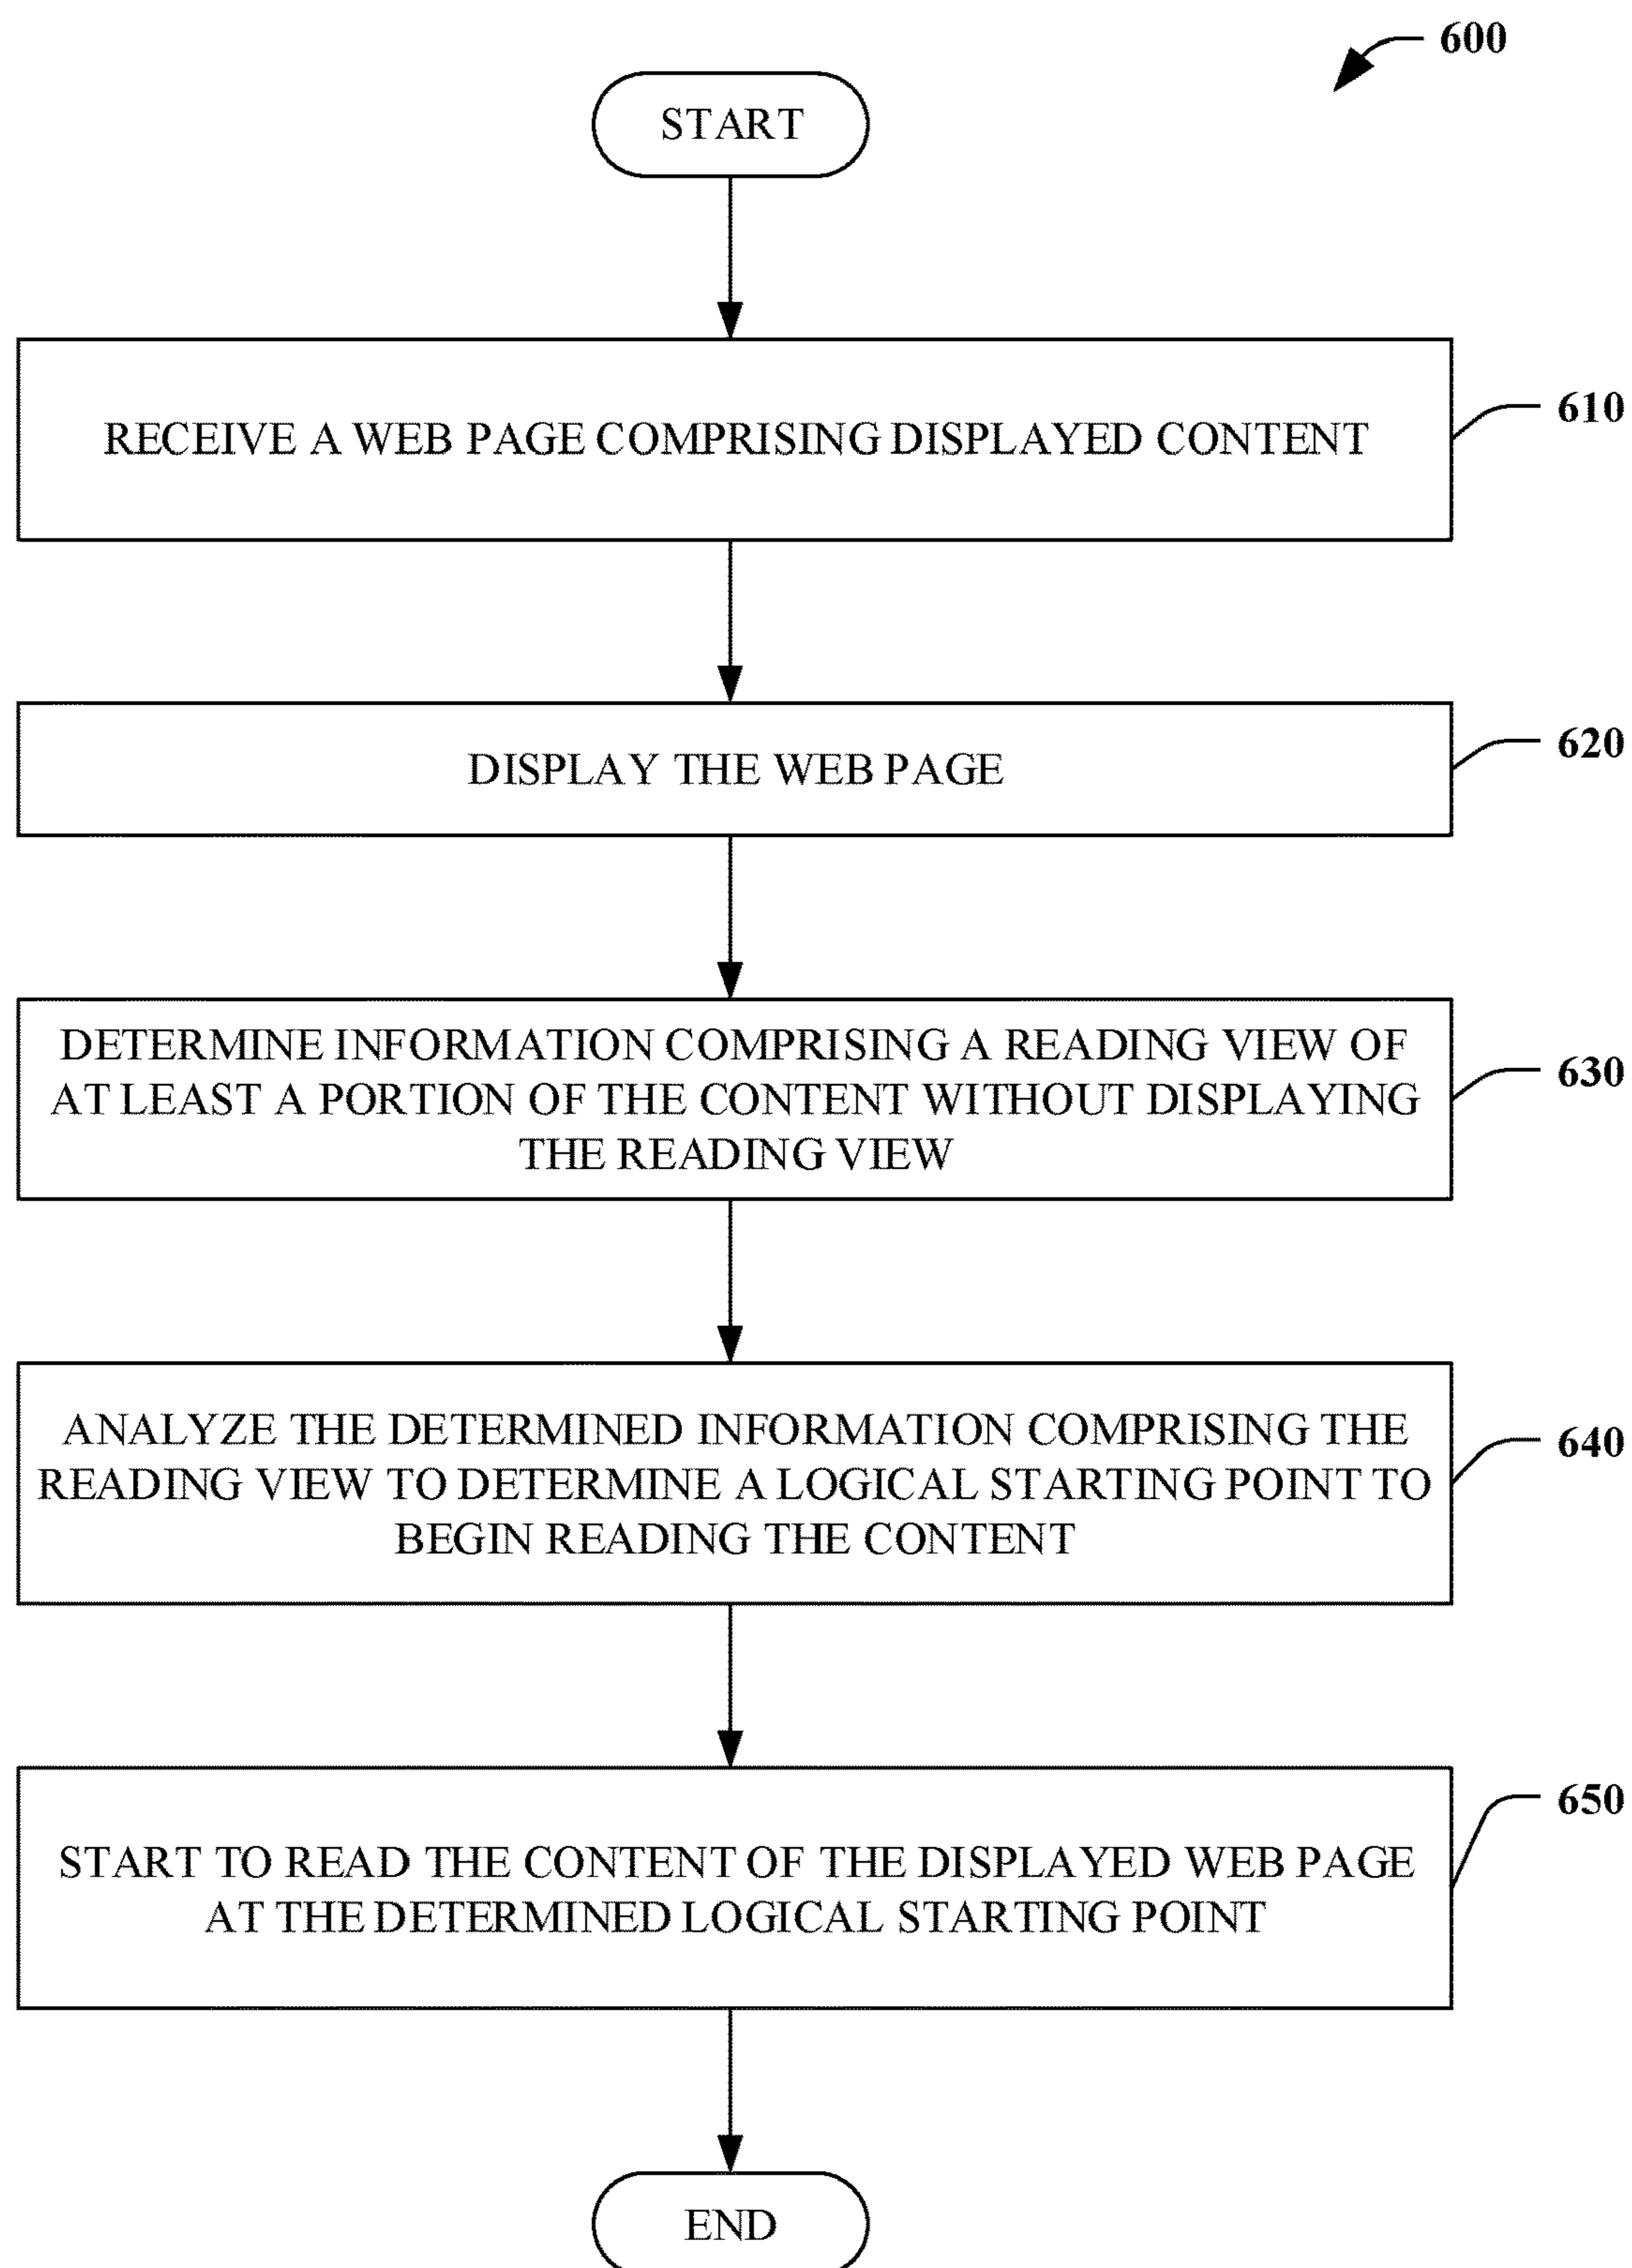 600
START
RECEIVE A WEB PAGE COMPRISING DISPLAYED CONTENT
610
DISPLAY THE WEB PAGE
620
DETERMINE INFORMATION COMPRISING A READING VIEW OF
AT LEAST A PORTION OF THE CONTENT WITHOUT DISPLAYING
THE READING VIEW
630
ANALYZE THE DETERMINED INFORMATION COMPRISING THE
READING VIEW TO DETERMINE A LOGICAL STARTING POINT TO
BEGIN READING THE CONTENT
640
START TO READ THE CONTENT OF THE DISPLAYED WEB PAGE
AT THE DETERMINED LOGICAL STARTING POINT
650
END